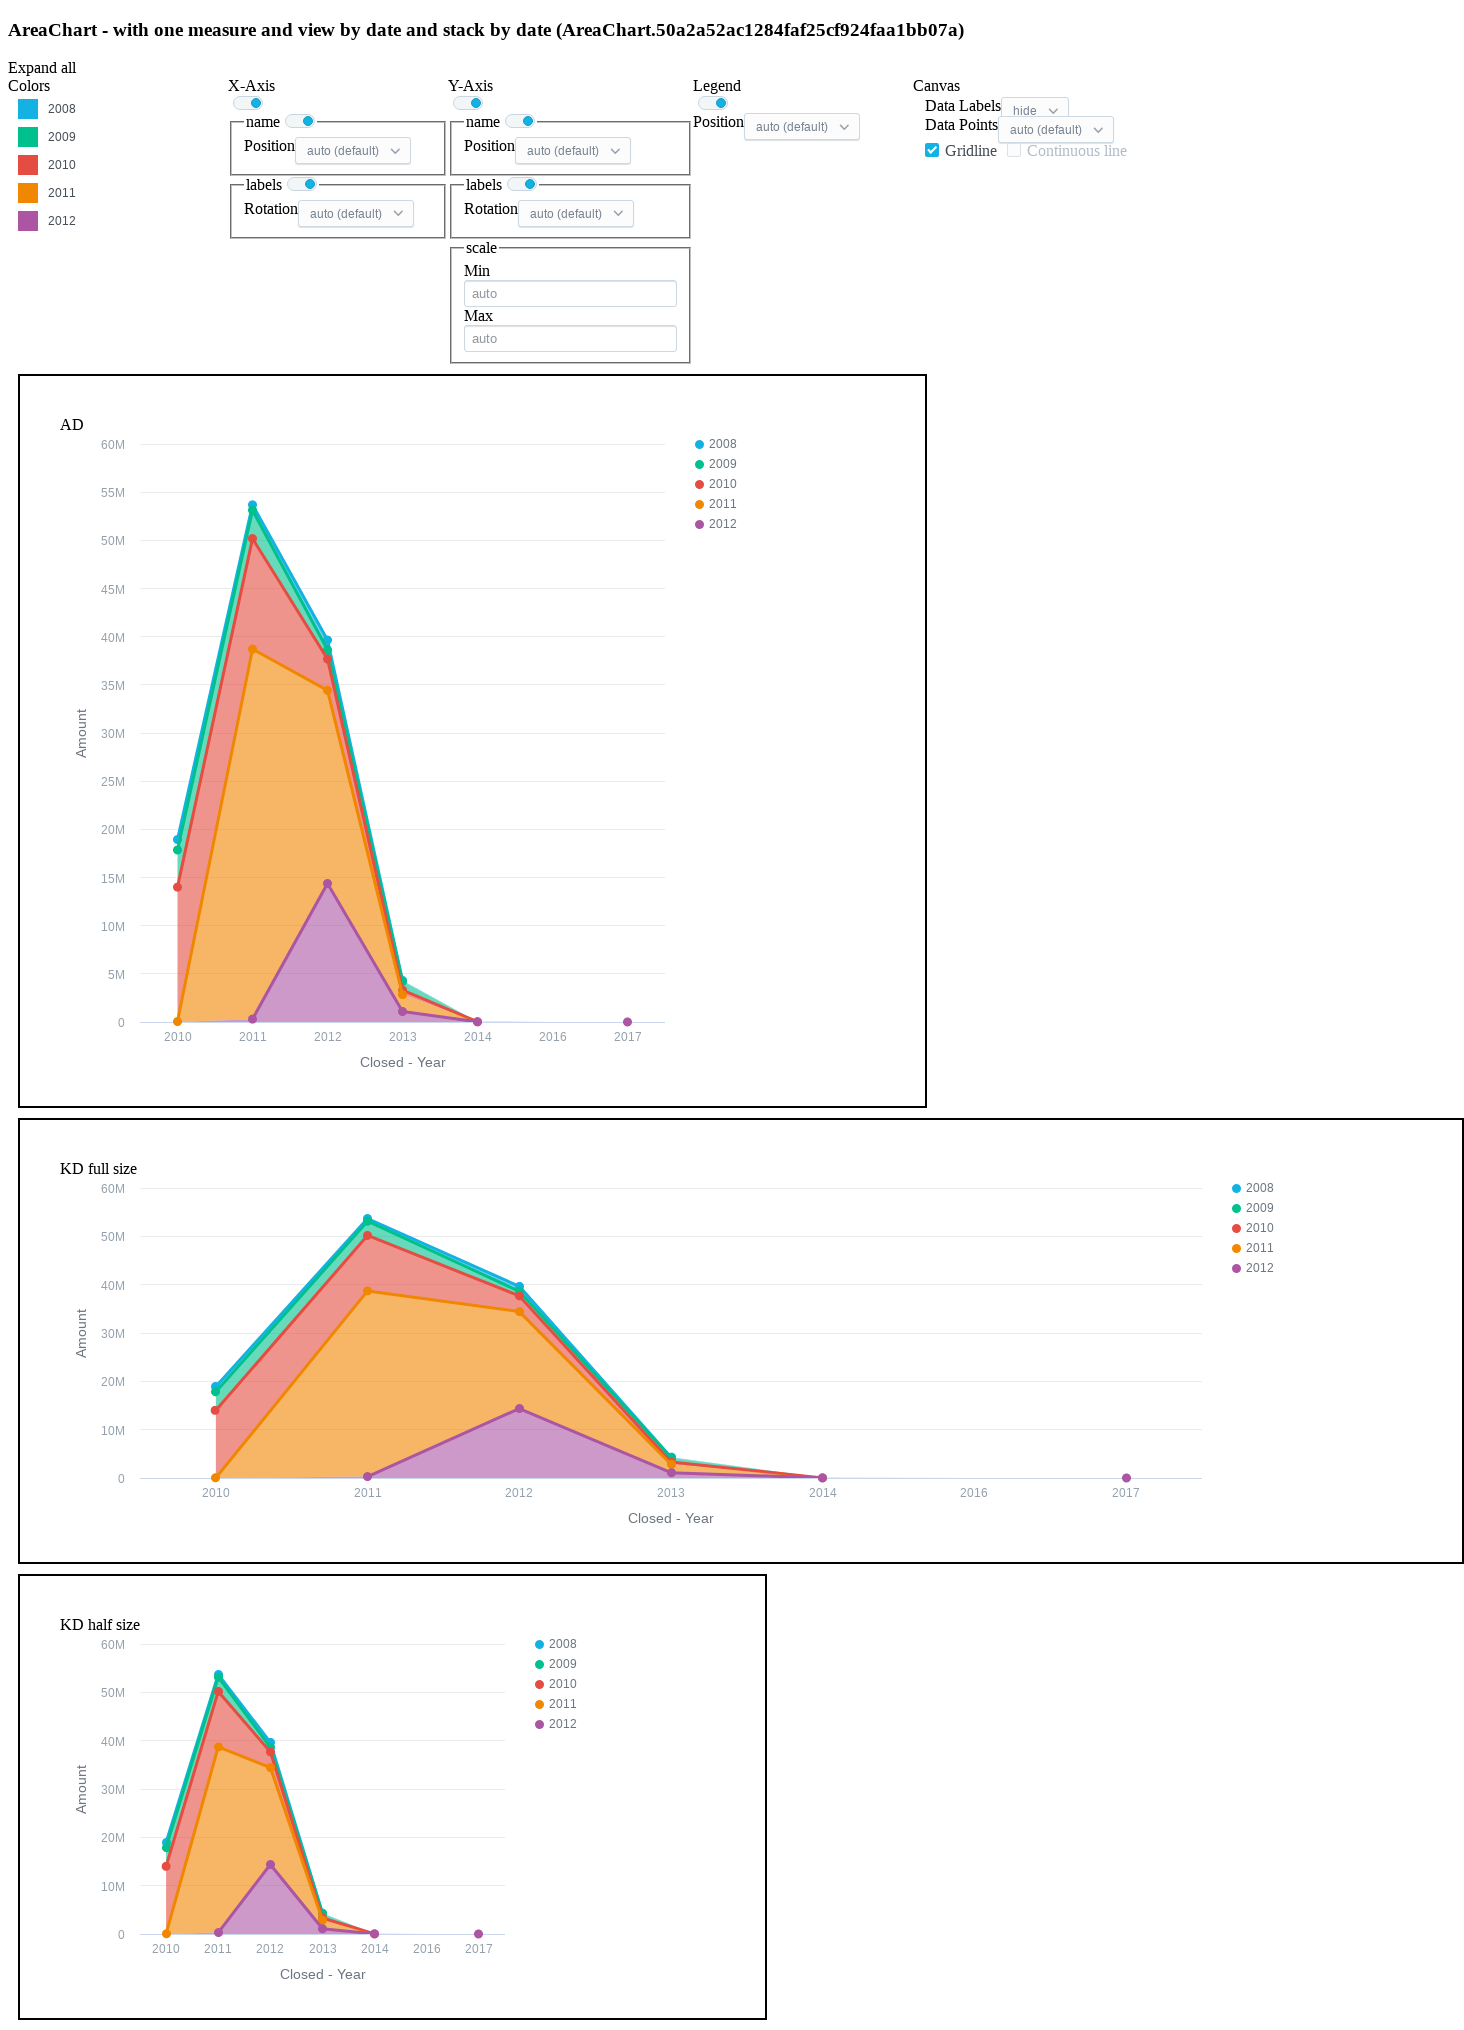 AreaChart - with one measure and view by date and stack by date (AreaChart.50a2a52ac1284faf25cf924faa1bb07a)
Expand all
Colors
2008
2009
2010
2011
2012
X-Axis
name
Position auto (default)
labels
Rotation auto (default)
Y-Axis
name
Position auto (default)
labels
Rotation auto (default)
scale
Min
auto
Max
auto
Legend
Position auto (default)
Canvas
Data Labels hide
Data Points auto (default)
Gridline Continuous line
AD
60M
55M
50M
45M
40M
35M
30M
25M
20M
15M
10M
5M
0
Amount
2010 2011 2012 2013 2014 2016 2017
Closed - Year
2008
2009
2010
2011
2012
KD full size
60M
50M
40M
30M
20M
10M
0
Amount
2010 2011 2012 2013 2014 2016 2017
Closed - Year
2008
2009
2010
2011
2012
KD half size
60M
50M
40M
30M
20M
10M
0
Amount
2010 2011 2012 2013 2014 2016 2017
Closed - Year
2008
2009
2010
2011
2012